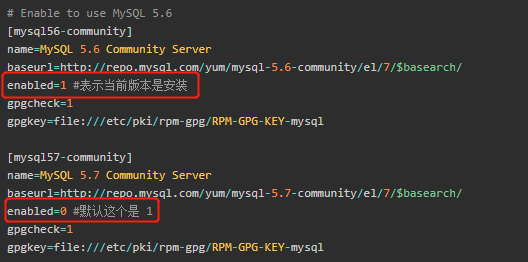 # Enable to use MySQL 5.6
[mysql56-community]
name=MySQL 5.6 Community Server
baseurl=http://repo.mysql.com/yum/mysql-5.6-community/el/7/$basearch/
enabled=1 #表示当前版本是安装
gpgcheck=1
gpgkey=file:///etc/pki/rpm-gpg/RPM-GPG-KEY-mysql
[mysql57-community]
name=MySQL 5.7 Community Server
baseurl=http://repo.mysql.com/yum/mysql-5.7-community/el/7/$basearch/
enabled=0 #默认这个是 1
gpgcheck=1
gpgkey=file:///etc/pki/rpm-gpg/RPM-GPG-KEY-mysql